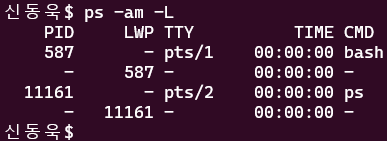 신동욱$ ps -am -L
PID LWP TTY TIME CMD
587 - pts/1 00:00:00 bash
- 587 - 00:00:00 -
11161 - pts/2 00:00:00 ps
- 11161 - 00:00:00 -
신동욱$